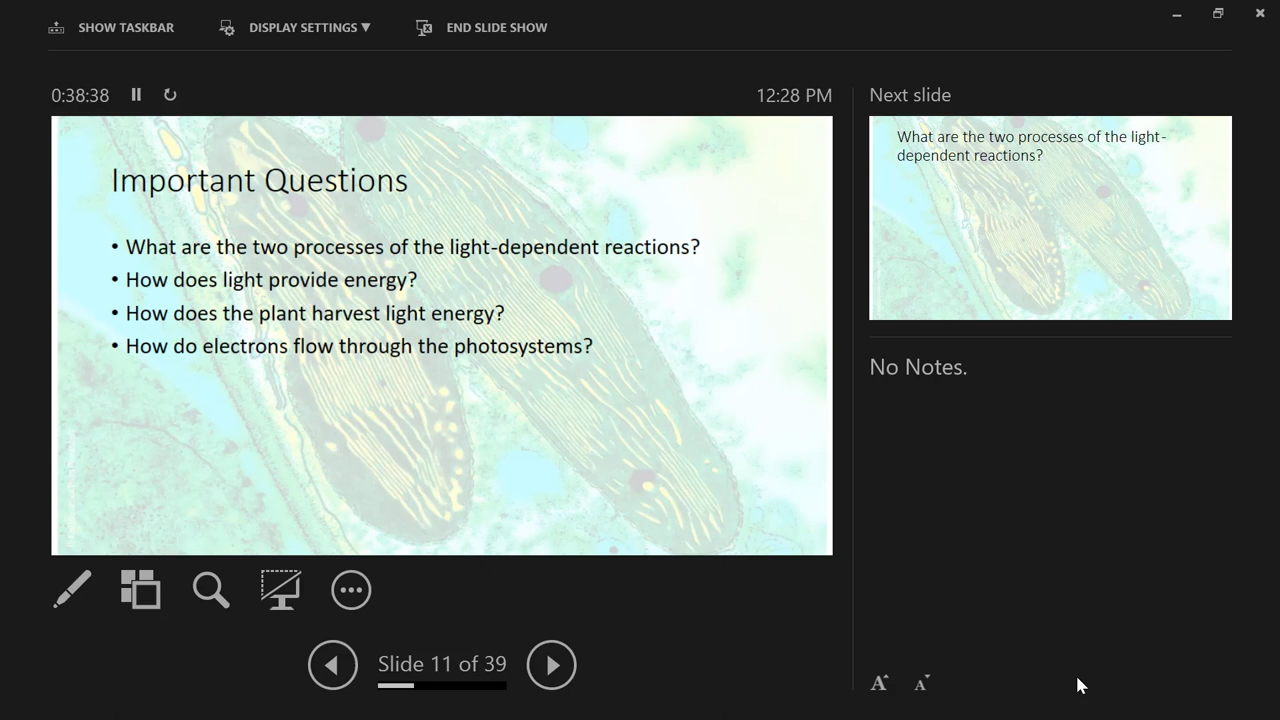 SHOW TASKBAR
DISPLAY SETTINGS ▼
END SLIDE SHOW
0:38:38
12:28 PM
Important Questions
• What are the two processes of the light-dependent reactions?
• How does light provide energy?
• How does the plant harvest light energy?
• How do electrons flow through the photosystems?
Slide 11 of 39
Next slide
What are the two processes of the light-
dependent reactions?
No Notes.
A
A